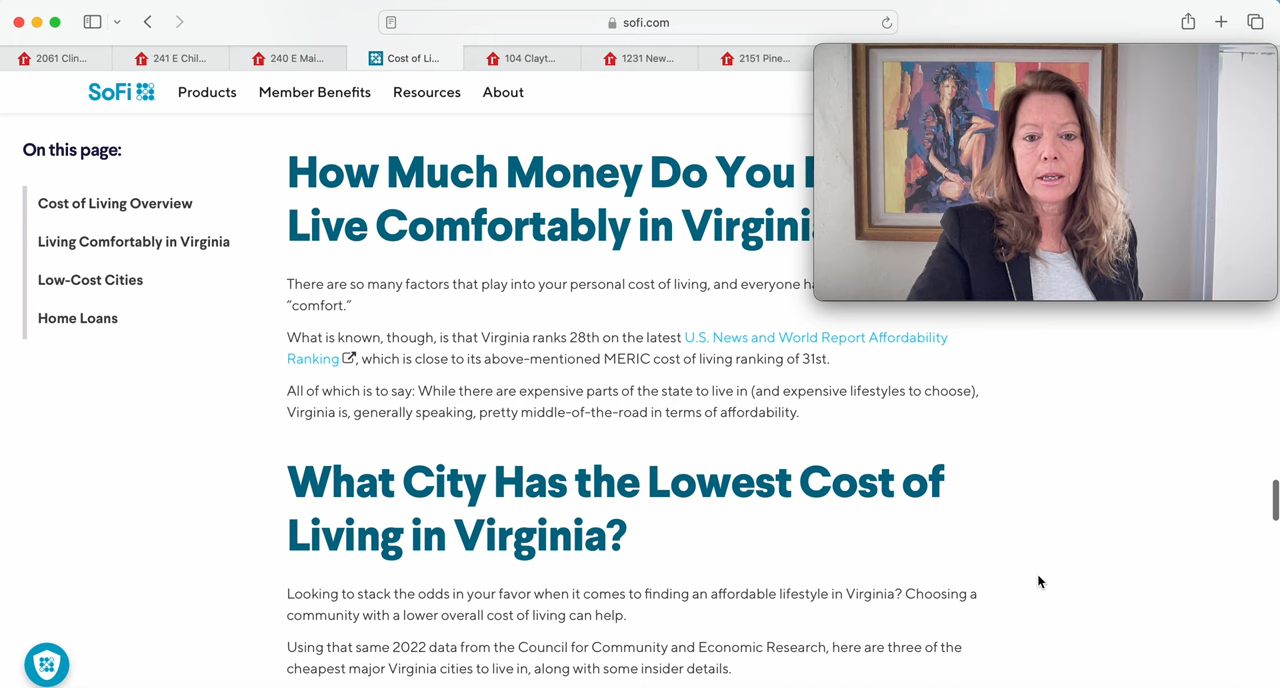 sofi.com
2061 Clin...
241 E Chil...
240 E Mai...
Cost of Li...
104 Clayt...
1231 New...
2151 Pine...
SoFi
Products
Member Benefits
Resources
About
On this page:
Cost of Living Overview
Living Comfortably in Virginia
Low-Cost Cities
Home Loans
How Much Money Do You
Live Comfortably in Virgini
There are so many factors that play into your personal cost of living, and everyone ha
“comfort.”
What is known, though, is that Virginia ranks 28th on the latest U.S. News and World Report Affordability
Ranking, which is close to its above-mentioned MERIC cost of living ranking of 31st.
All of which is to say: While there are expensive parts of the state to live in (and expensive lifestyles to choose),
Virginia is, generally speaking, pretty middle-of-the-road in terms of affordability.
What City Has the Lowest Cost of
Living in Virginia?
Looking to stack the odds in your favor when it comes to finding an affordable lifestyle in Virginia? Choosing a
community with a lower overall cost of living can help.
Using that same 2022 data from the Council for Community and Economic Research, here are three of the
cheapest major Virginia cities to live in, along with some insider details.